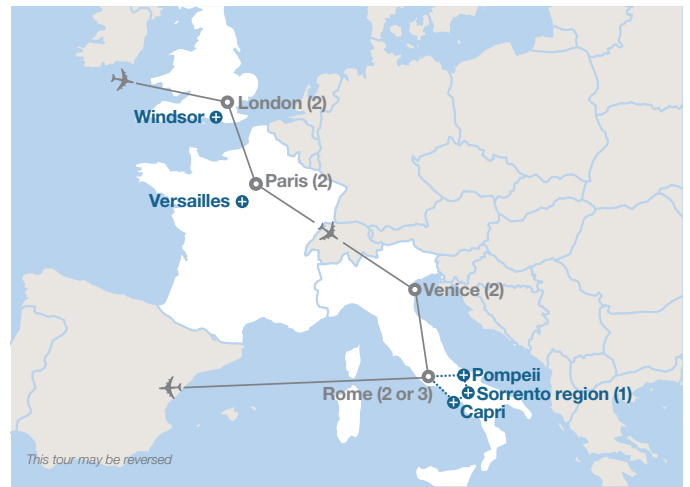 London (2)
Windsor
Paris (2)
Versailles
Venice (2)
Pompeii
Rome (2 or 3)
Sorrento region (1)
Capri
This tour may be reversed